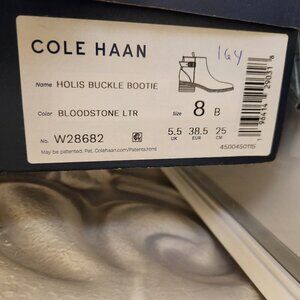 COLE HAAN
164
Name HOLIS BUCKLE BOOTIE
Color BLOODSTONE LTR
Size 8 B
No. W28682
5.5 38.5 25
UK EUR CM
May be patented. Pat. ColeHaan.com/Patents.html
4500450115